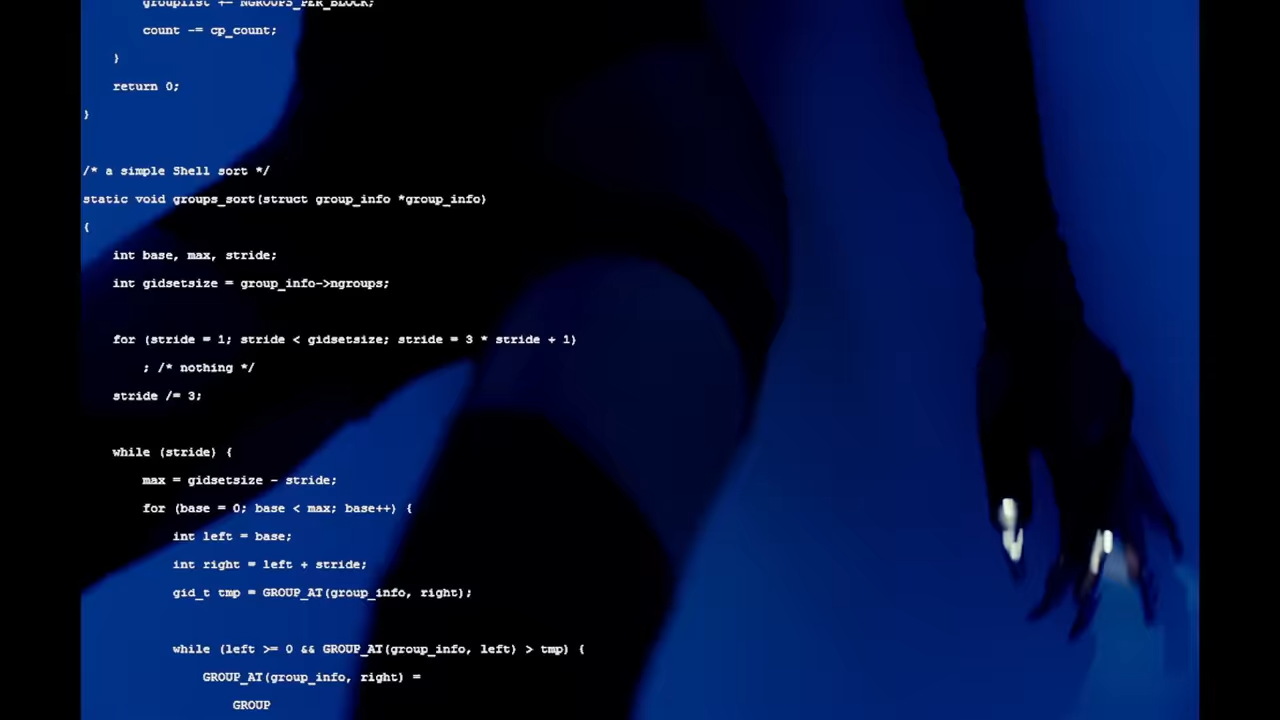 grouplist += NGROUPS_PER_BLOCK;
count -= cp_count;
}
return 0;
}
/* a simple Shell sort */
static void groups_sort(struct group_info *group_info)
{
int base, max, stride;
int gidsetsize = group_info->ngroups;
for (stride = 1; stride < gidsetsize; stride = 3 * stride + 1)
; /* nothing */
stride /= 3;
while (stride) {
max = gidsetsize - stride;
for (base = 0; base < max; base++) {
int left = base;
int right = left + stride;
gid_t tmp = GROUP_AT(group_info, right);
while (left >= 0 && GROUP_AT(group_info, left) > tmp) {
GROUP_AT(group_info, right) =
GROUP